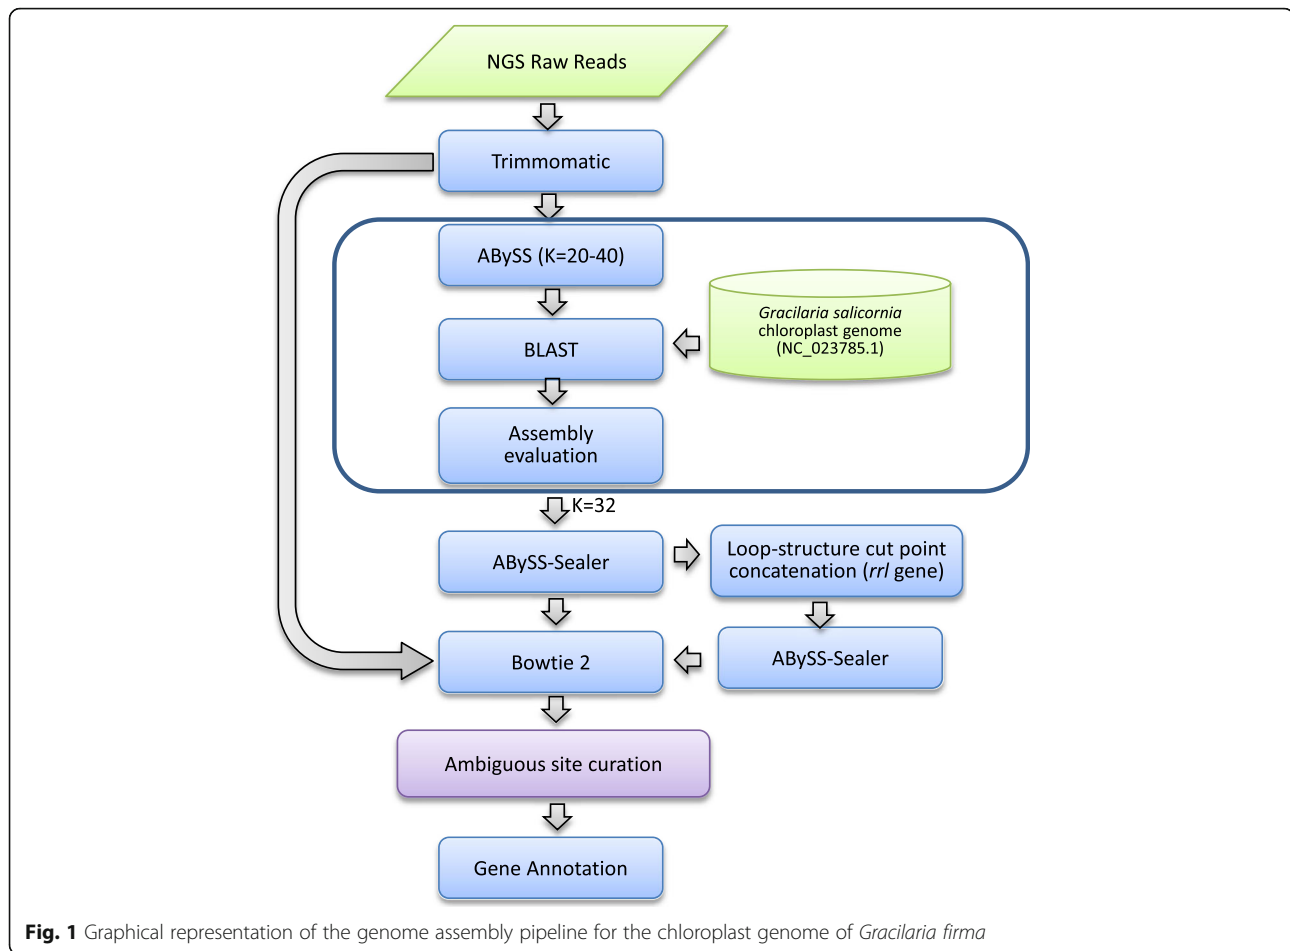 NGS Raw Reads
Trimmomatic
ABySS (K=20-40)
BLAST
Gracilaria salicornia
chloroplast genome
(NC_023785.1)
Assembly
evaluation
K=32
ABySS-Sealer
Loop-structure cut point
concatenation (rrl gene)
Bowtie 2
ABySS-Sealer
Ambiguous site curation
Gene Annotation
Fig. 1 Graphical representation of the genome assembly pipeline for the chloroplast genome of Gracilaria firma